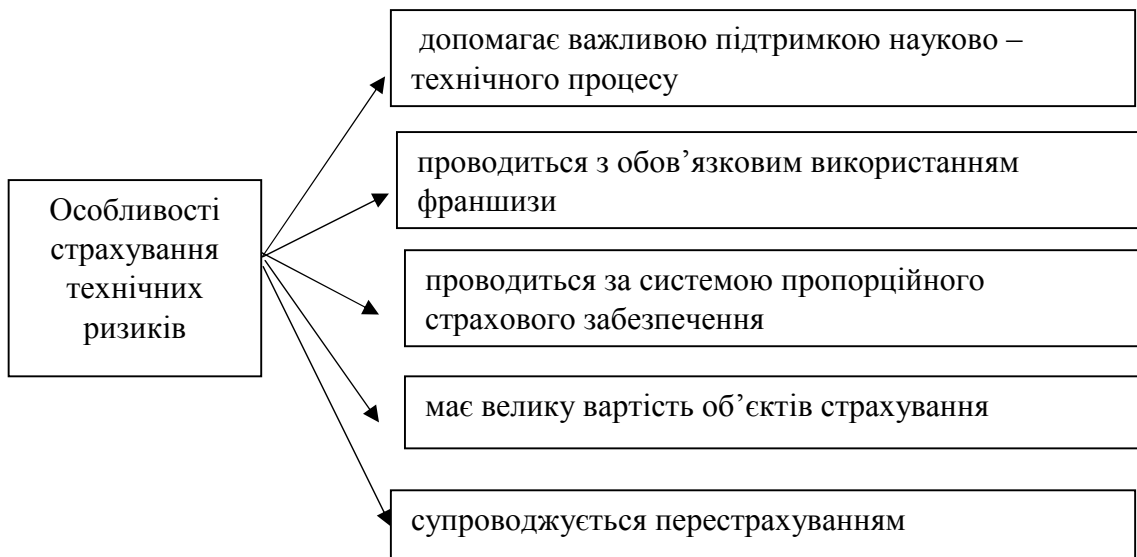 Особливості
страхування
технічних
ризиків
допомагає важливою підтримкою науково –
технічного процесу
проводиться з обов’язковим використанням
франшизи
проводиться за системою пропорційного
страхового забезпечення
має велику вартість об’єктів страхування
супроводжується перестрахуванням